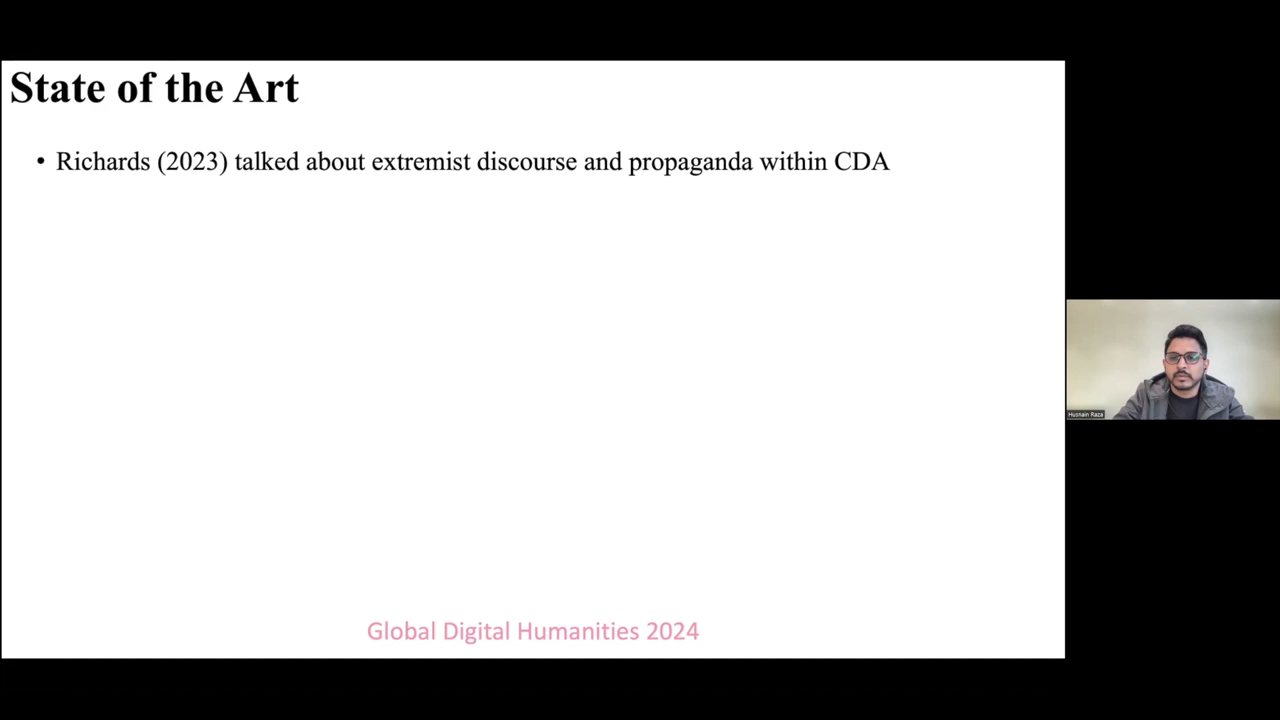 State of the Art
• Richards (2023) talked about extremist discourse and propaganda within CDA
Husnain Raza
Global Digital Humanities 2024